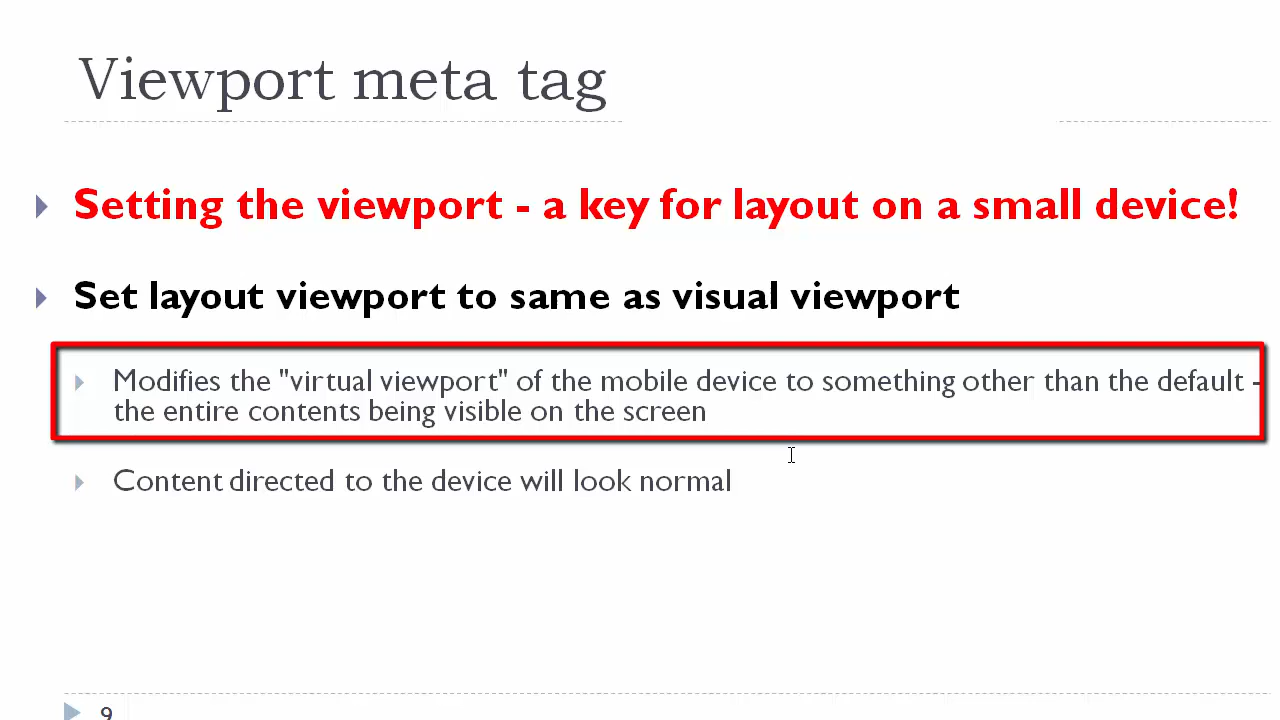 Viewport meta tag
Setting the viewport - a key for layout on a small device!
Set layout viewport to same as visual viewport
Modifies the "virtual viewport" of the mobile device to something other than the default -
the entire contents being visible on the screen
Content directed to the device will look normal
9